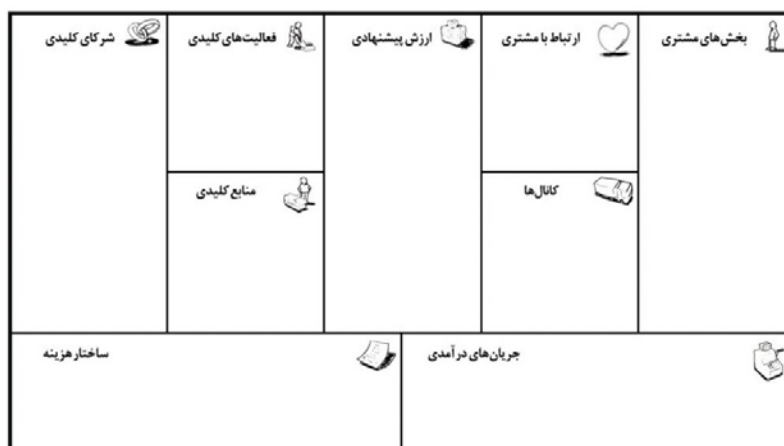 بخش‌های مشتری
ارتباط با مشتری
ارزش پیشنهادی
فعالیت‌های کلیدی
شرکای کلیدی
کانال‌ها
منابع کلیدی
جریان‌های درآمدی
ساختار هزینه